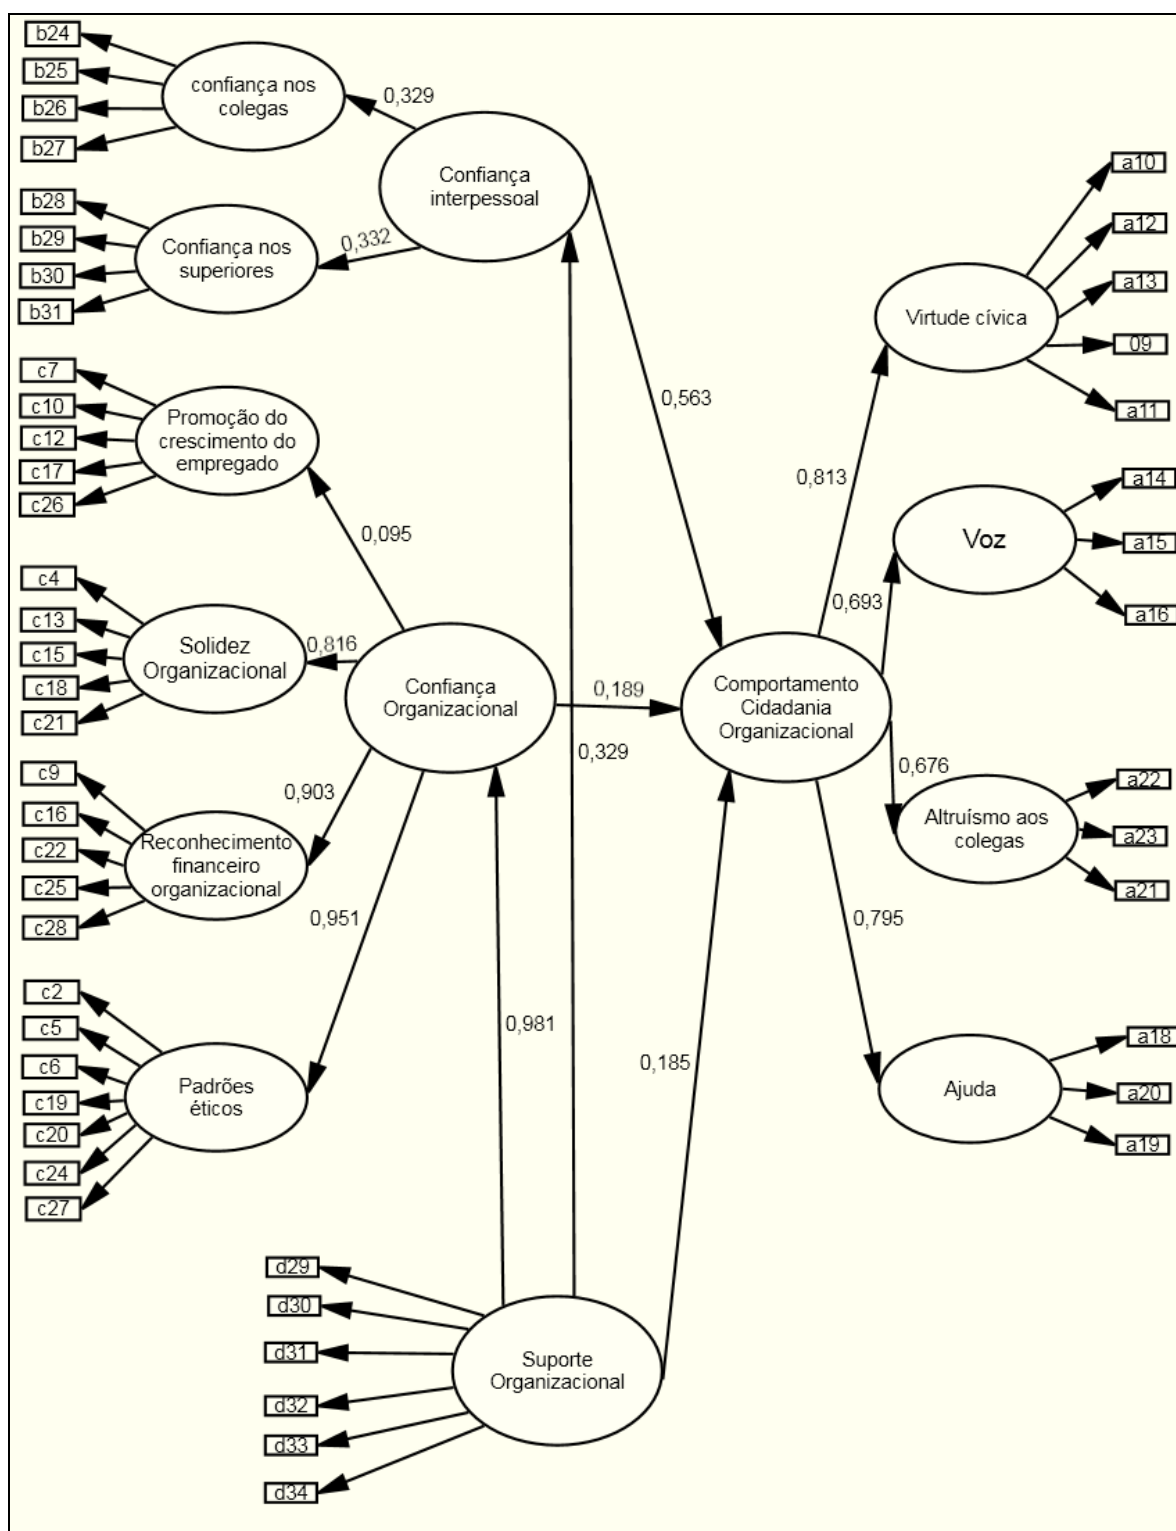 b24
b25
b26
b27
confiança nos
colegas
0,329
b28
b29
b30
b31
Confiança nos
superiores
0,332
Confiança
interpessoal
c7
c10
c12
c17
c26
Promoção do
crescimento do
empregado
0,095
c4
c13
c15
c18
c21
Solidez
Organizacional
0,816
c9
c16
c22
c25
c28
Reconhecimento
financeiro
organizacional
0,903
c2
c5
c6
c19
c20
c24
c27
Padrões
éticos
0,951
Confiança
Organizacional
0,189
0,563
0,329
0,981
0,185
d29
d30
d31
d32
d33
d34
Suporte
Organizacional
Comportamento
Cidadania
Organizacional
0,813
0,693
0,676
0,795
Virtude cívica
a10
a12
a13
09
a11
Voz
a14
a15
a16
Altruísmo aos
colegas
a22
a23
a21
Ajuda
a18
a20
a19